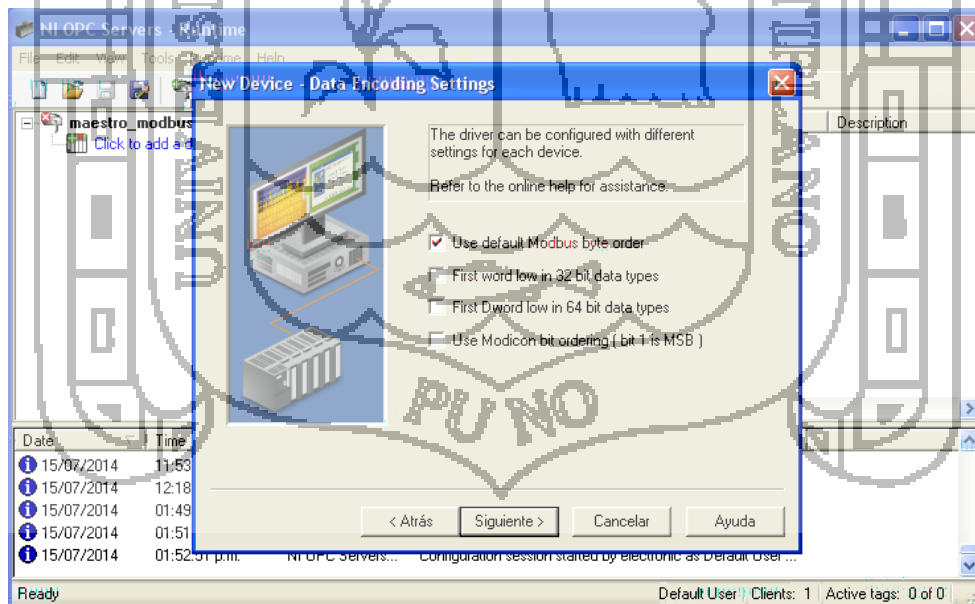 NI OPC Servers - Runtime
File Edit View Tools Runtime Help
New Device - Data Encoding Settings
maestro_modbus
Click to add a d
Description
The driver can be configured with different
settings for each device.
Refer to the online help for assistance.
Use default Modbus byte order
First word low in 32 bit data types
First Dword low in 64 bit data types
Use Modicon bit ordering ( bit 1 is MSB )
ANNU
ANO
PUNO
< Atrás Siguiente > Cancelar Ayuda
Date Time
15/07/2014 11:53
15/07/2014 12:18
15/07/2014 01:49
15/07/2014 01:51
15/07/2014 01:52:51 p.m. NI OPC Servers... Configuration session started by electronic as Default User ...
Ready Default User Clients: 1 Active tags: 0 of 0